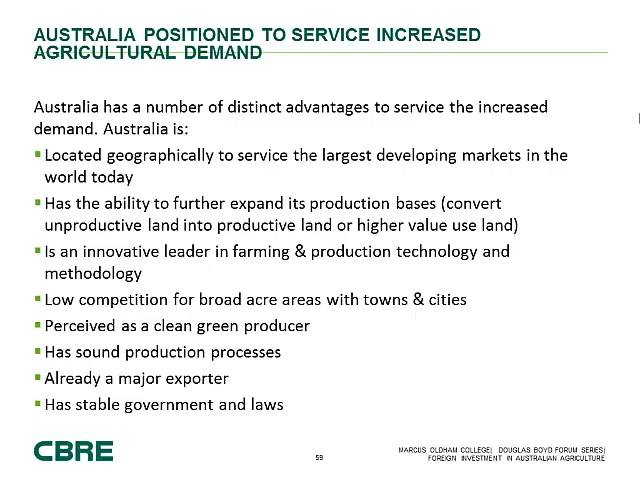 AUSTRALIA POSITIONED TO SERVICE INCREASED
AGRICULTURAL DEMAND
Australia has a number of distinct advantages to service the increased
demand. Australia is:
▪ Located geographically to service the largest developing markets in the
world today
▪ Has the ability to further expand its production bases (convert
unproductive land into productive land or higher value use land)
▪ Is an innovative leader in farming & production technology and
methodology
▪ Low competition for broad acre areas with towns & cities
▪ Perceived as a clean green producer
▪ Has sound production processes
▪ Already a major exporter
▪ Has stable government and laws
CBRE
59
MARCUS OLDHAM COLLEGE| DOUGLAS BOYD FORUM SERIES|
FOREIGN INVESTMENT IN AUSTRALIAN AGRICULTURE